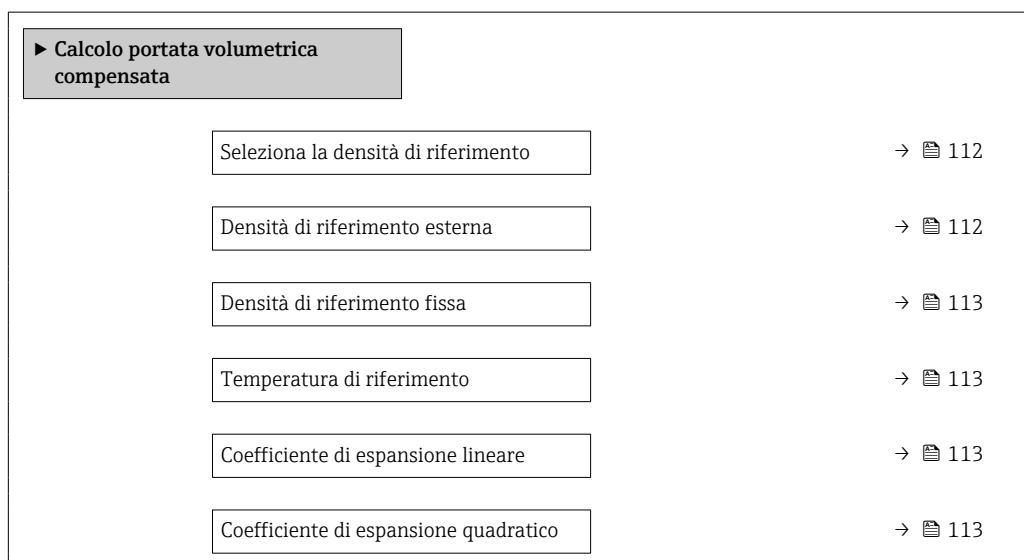 ▶ Calcolo portata volumetrica
compensata
Seleziona la densità di riferimento → 112
Densità di riferimento esterna → 112
Densità di riferimento fissa → 113
Temperatura di riferimento → 113
Coefficiente di espansione lineare → 113
Coefficiente di espansione quadratico → 113